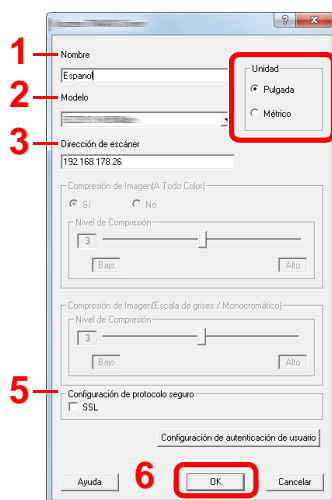 1
Nombre
Espanol
Unidad
Pulgada
Métrico
2
Modelo
3
Dirección de escáner
192.168.178.26
Compresión de Imagen(A Todo Color)
Sí No
Nivel de Compresión
3
Bajo Alto
Compresión de Imagen(Escala de grises / Monocromático)
Nivel de Compresión
3
Bajo Alto
5
Configuración de protocolo seguro
SSL
Configuración de autenticación de usuario
6
Ayuda OK Cancelar